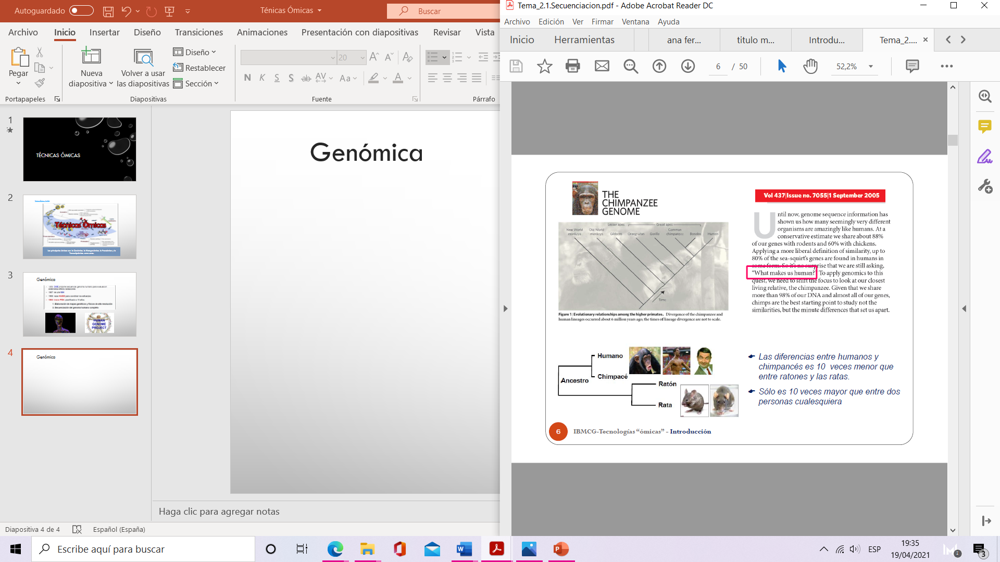 Autoguardado
Ténicas Ómicas
Buscar
Archivo
Inicio
Insertar
Diseño
Transiciones
Animaciones
Presentación con diapositivas
Revisar
Vista
Pegar
Nueva
diapositiva
Volver a usar
las diapositivas
Diseño
Restablecer
Sección
20
N K S S ab AV Aa A
Portapapeles
Diapositivas
Fuente
Párrafo
1
TÉCNICAS ÓMICAS
2
Técnicas Ómicas
3
Genómica
HUMAN
GENOME
PROJECT
4
Genómica
Genómica
Haga clic para agregar notas
Diapositiva 4 de 4
Español (España)
Tema_2.1.Secuenciacion.pdf - Adobe Acrobat Reader DC
Archivo Edición Ver Firmar Ventana Ayuda
Inicio
Herramientas
ana fer...
titulo m...
Introdu...
Tema_2....
6 / 50
52,2%
THE
CHIMPANZEE
GENOME
Lesser apes
Great apes
New World
monkeys
Old World
monkeys
Gibbons
Orang-utan
Gorilla
Common
chimpanzee
Bonobo
Human
Time
Figure 1 | Evolutionary relationships among the higher primates. Divergence of the chimpanzee and
human lineages occurred about 6 million years ago; the times of lineage divergence are not to scale.
Vol 437|Issue no. 7055|1 September 2005
Until now, genome sequence information has
shown us how many seemingly very different
organisms are amazingly like humans. At a
conservative estimate we share about 88%
of our genes with rodents and 60% with chickens.
Applying a more liberal definition of similarity, up to
80% of the sea-squirt's genes are found in humans in
some form. So it's no surprise that we are still asking,
“What makes us human?” To apply genomics to this
quest, we need to shift the focus to look at our closest
living relative, the chimpanzee. Given that we share
more than 98% of our DNA and almost all of our genes,
chimps are the best starting point to study not the
similarities, but the minute differences that set us apart.
Ancestro
Humano
Chimpacé
Ratón
Rata
Las diferencias entre humanos y
chimpancés es 10 veces menor que
entre ratones y las ratas.
Sólo es 10 veces mayor que entre dos
personas cualesquiera
6
IBMCG-Tecnologías “ómicas” - Introducción
Escribe aquí para buscar
ESP
19:35
19/04/2021
3
3